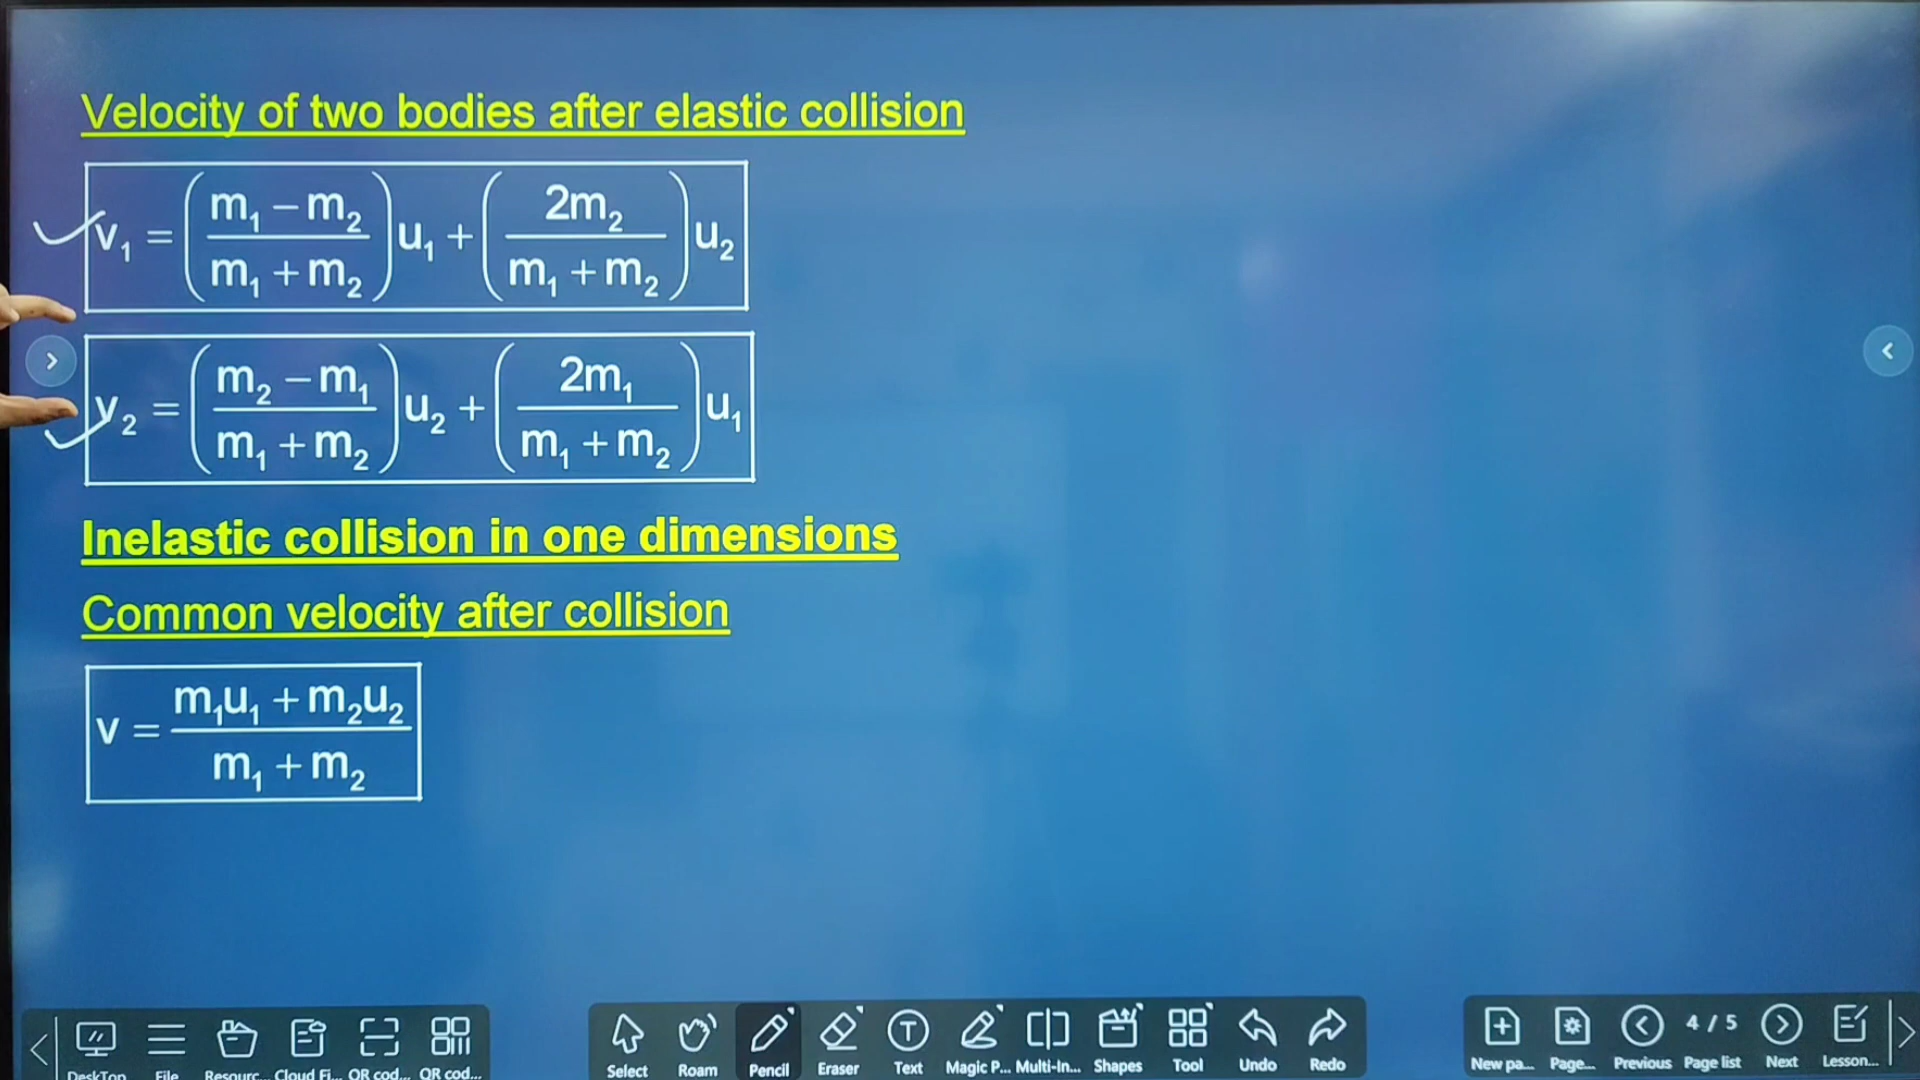 Velocity of two bodies after elastic collision
v₁ = ((m₁ − m₂)/(m₁ + m₂))u₁ + ((2m₂)/(m₁ + m₂))u₂
v₂ = ((m₂ − m₁)/(m₁ + m₂))u₂ + ((2m₁)/(m₁ + m₂))u₁
Inelastic collision in one dimensions
Common velocity after collision
v = (m₁u₁ + m₂u₂)/(m₁ + m₂)
4 / 5
DeskTop File Resourc... Cloud Fi... QR cod... QR cod... Select Roam Pencil Eraser Text Magic P... Multi-In... Shapes Tool Undo Redo New pa... Page... Previous Page list Next Lesson...